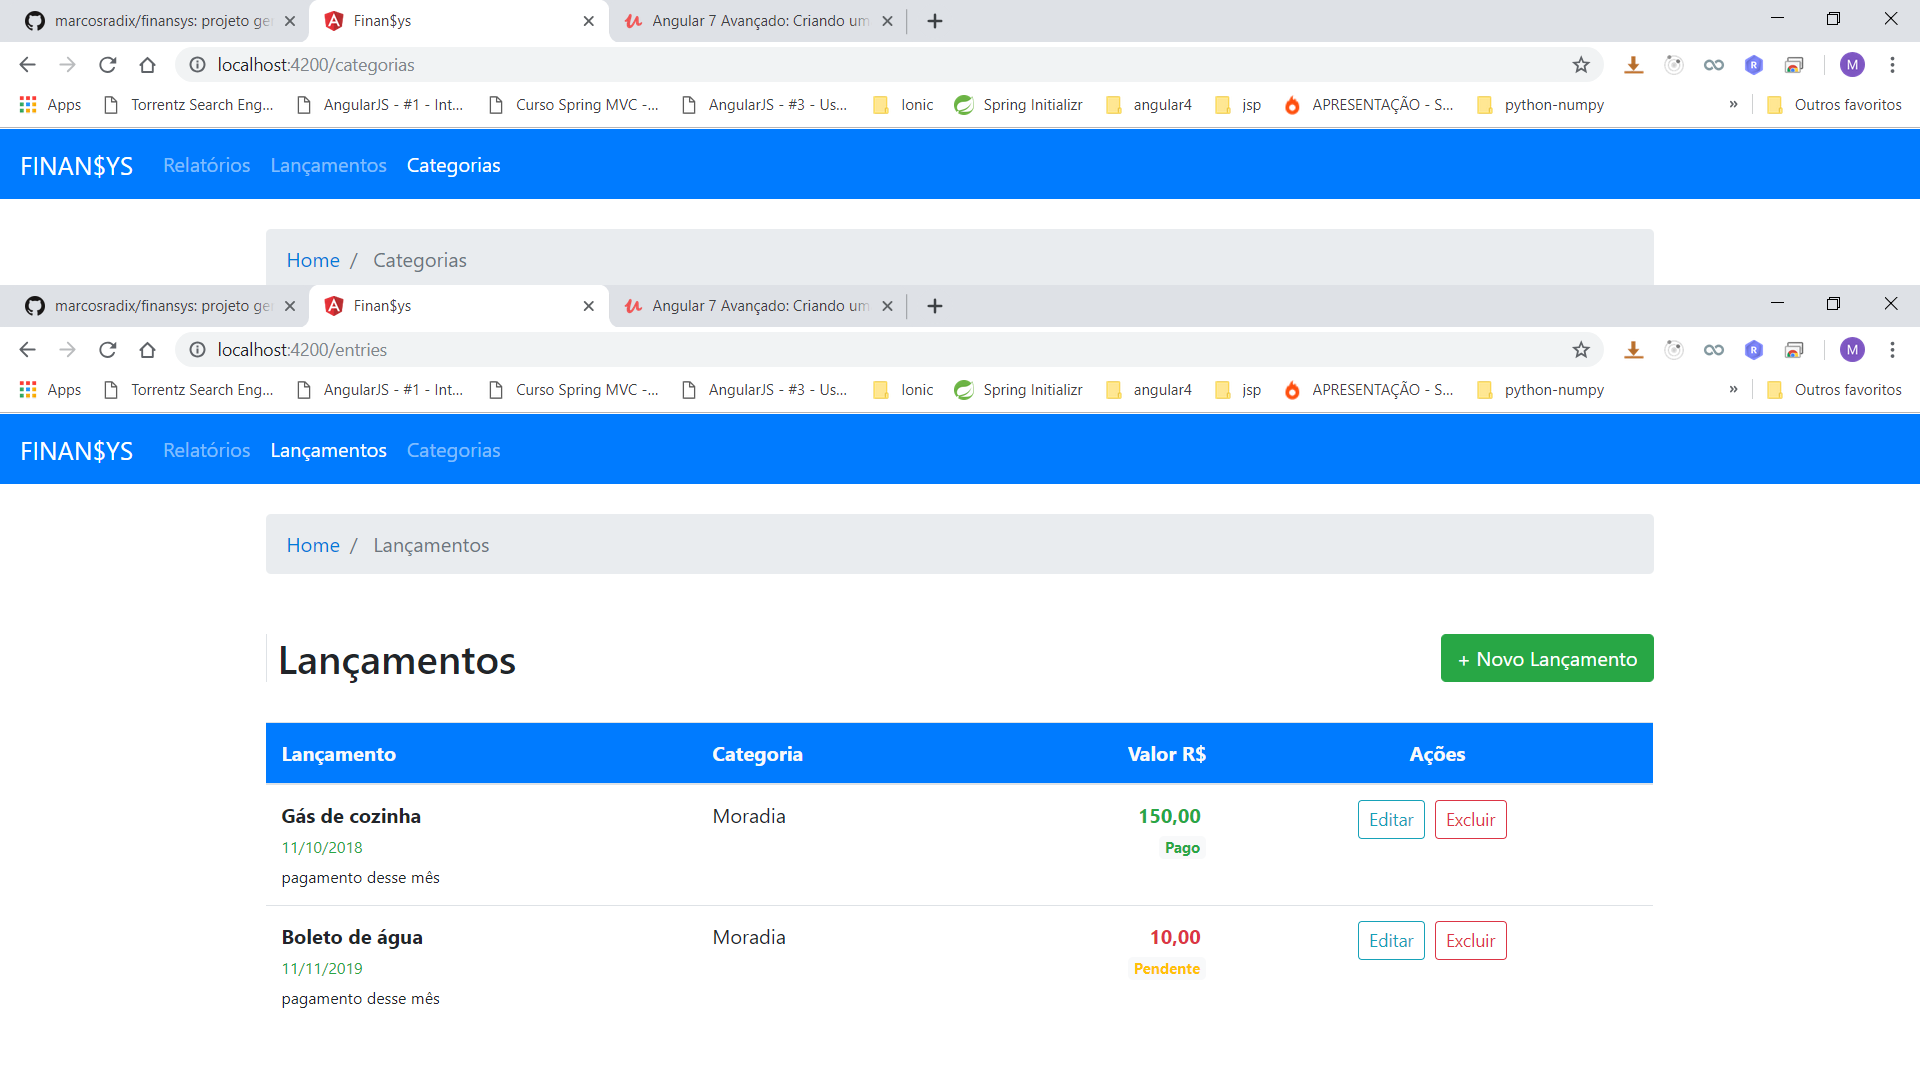 marcosradix/finansys: projeto ger
Finan$ys
Angular 7 Avançado: Criando um
localhost:4200/categorias
M
Apps
Torrentz Search Eng...
AngularJS - #1 - Int...
Curso Spring MVC -...
AngularJS - #3 - Us...
Ionic
Spring Initializr
angular4
jsp
APRESENTAÇÃO - S...
python-numpy
»
Outros favoritos
FINAN$YS Relatórios Lançamentos Categorias
Home / Categorias
marcosradix/finansys: projeto ger
Finan$ys
Angular 7 Avançado: Criando um
localhost:4200/entries
M
Apps
Torrentz Search Eng...
AngularJS - #1 - Int...
Curso Spring MVC -...
AngularJS - #3 - Us...
Ionic
Spring Initializr
angular4
jsp
APRESENTAÇÃO - S...
python-numpy
»
Outros favoritos
FINAN$YS Relatórios Lançamentos Categorias
Home / Lançamentos
Lançamentos
+ Novo Lançamento
Lançamento Categoria Valor R$ Ações
Gás de cozinha Moradia 150,00 Editar Excluir
11/10/2018 Pago
pagamento desse mês
Boleto de água Moradia 10,00 Editar Excluir
11/11/2019 Pendente
pagamento desse mês